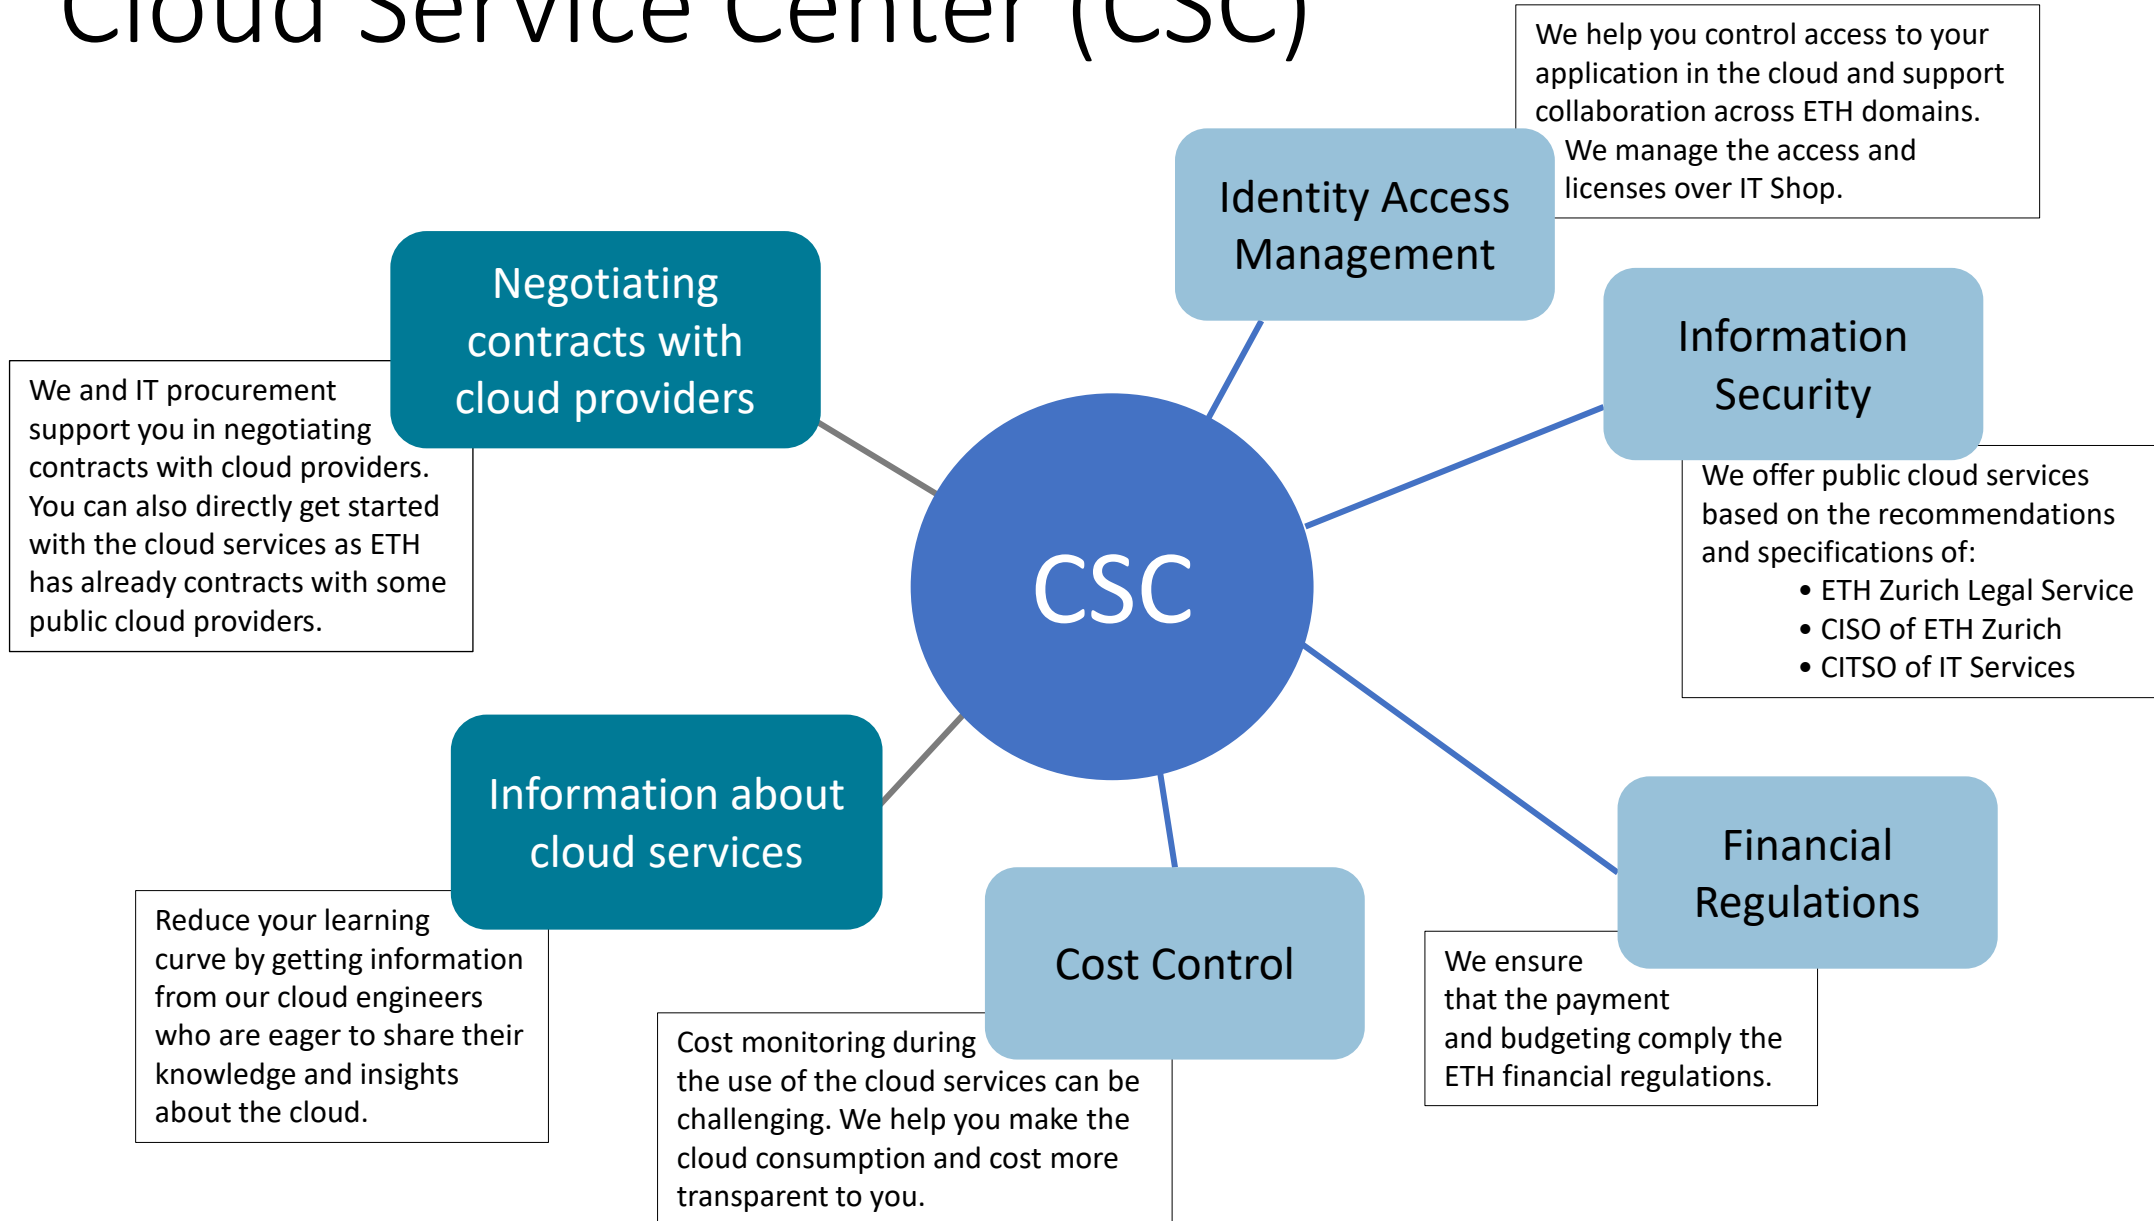 Cloud Service Center (CSC)
We help you control access to your
application in the cloud and support
collaboration across ETH domains.
We manage the access and
licenses over IT Shop.
Identity Access
Management
Negotiating
contracts with
cloud providers
We and IT procurement
support you in negotiating
contracts with cloud providers.
You can also directly get started
with the cloud services as ETH
has already contracts with some
public cloud providers.
Information
Security
We offer public cloud services
based on the recommendations
and specifications of:
• ETH Zurich Legal Service
• CISO of ETH Zurich
• CITSO of IT Services
CSC
Information about
cloud services
Reduce your learning
curve by getting information
from our cloud engineers
who are eager to share their
knowledge and insights
about the cloud.
Cost Control
Cost monitoring during
the use of the cloud services can be
challenging. We help you make the
cloud consumption and cost more
transparent to you.
Financial
Regulations
We ensure
that the payment
and budgeting comply the
ETH financial regulations.